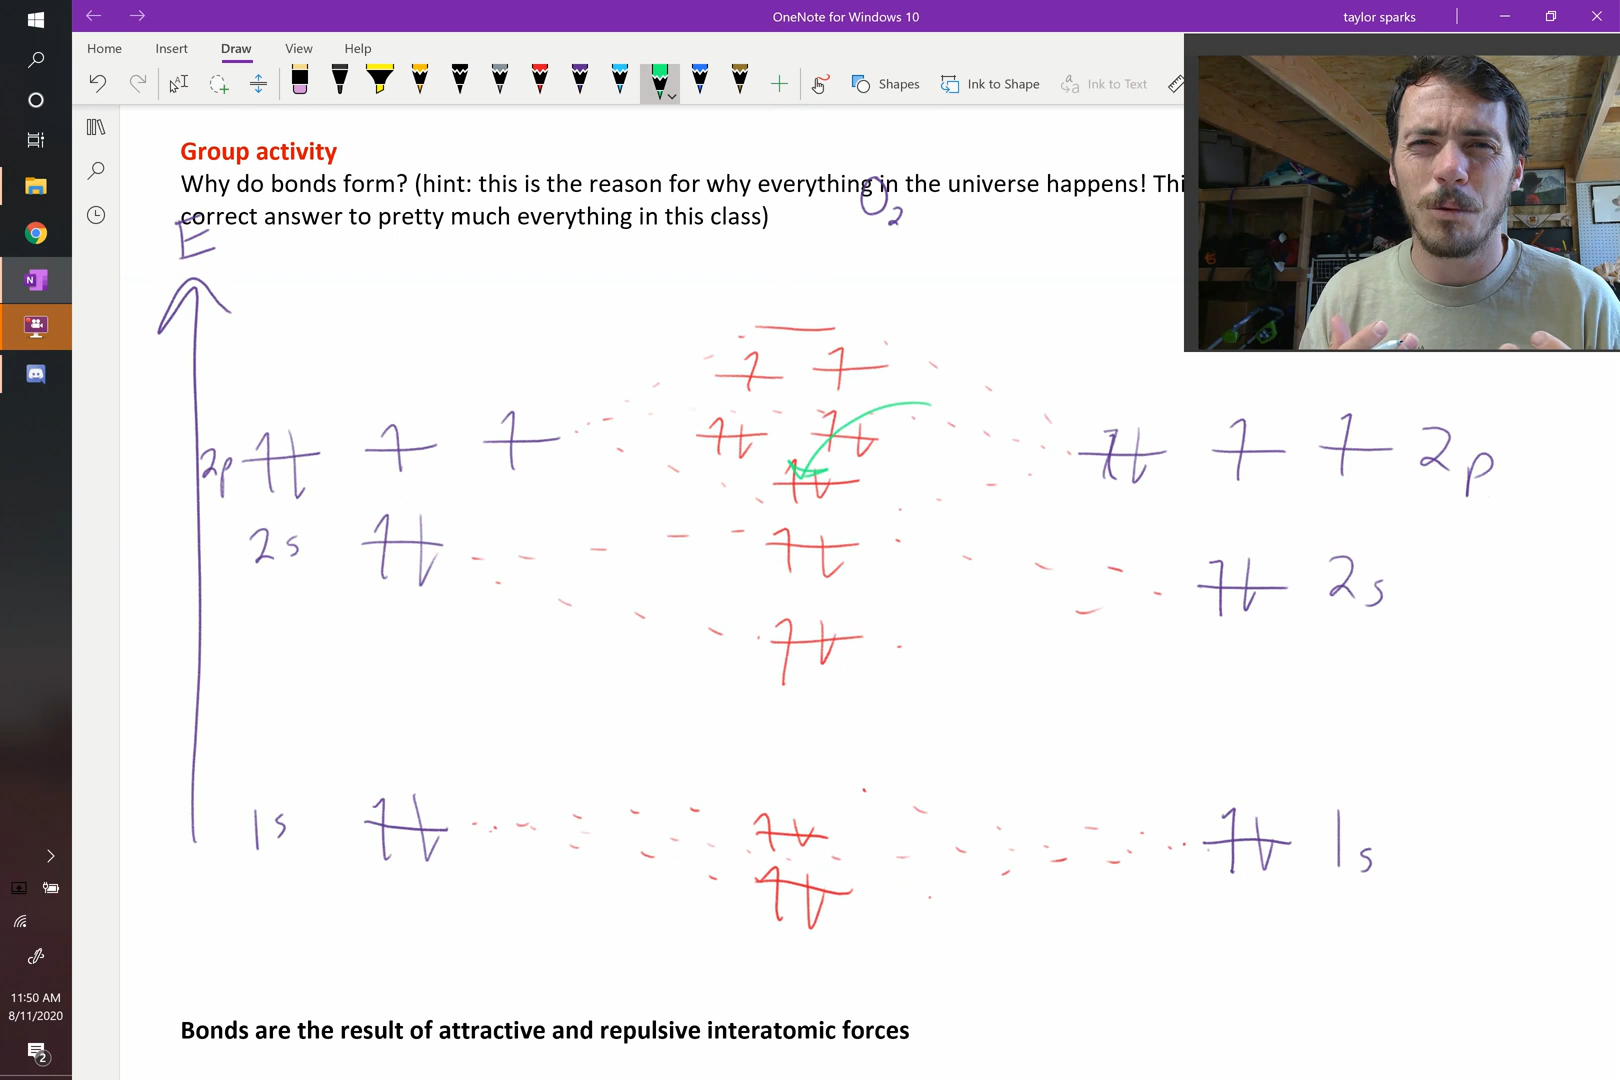 OneNote for Windows 10
taylor sparks
Home Insert Draw View Help
Shapes Ink to Shape Ink to Text
Group activity
Why do bonds form? (hint: this is the reason for why everything in the universe happens! Thi
correct answer to pretty much everything in this class)
O2
E
2p 2p
2s 2s
1s 1s
11:50 AM
8/11/2020
2
Bonds are the result of attractive and repulsive interatomic forces